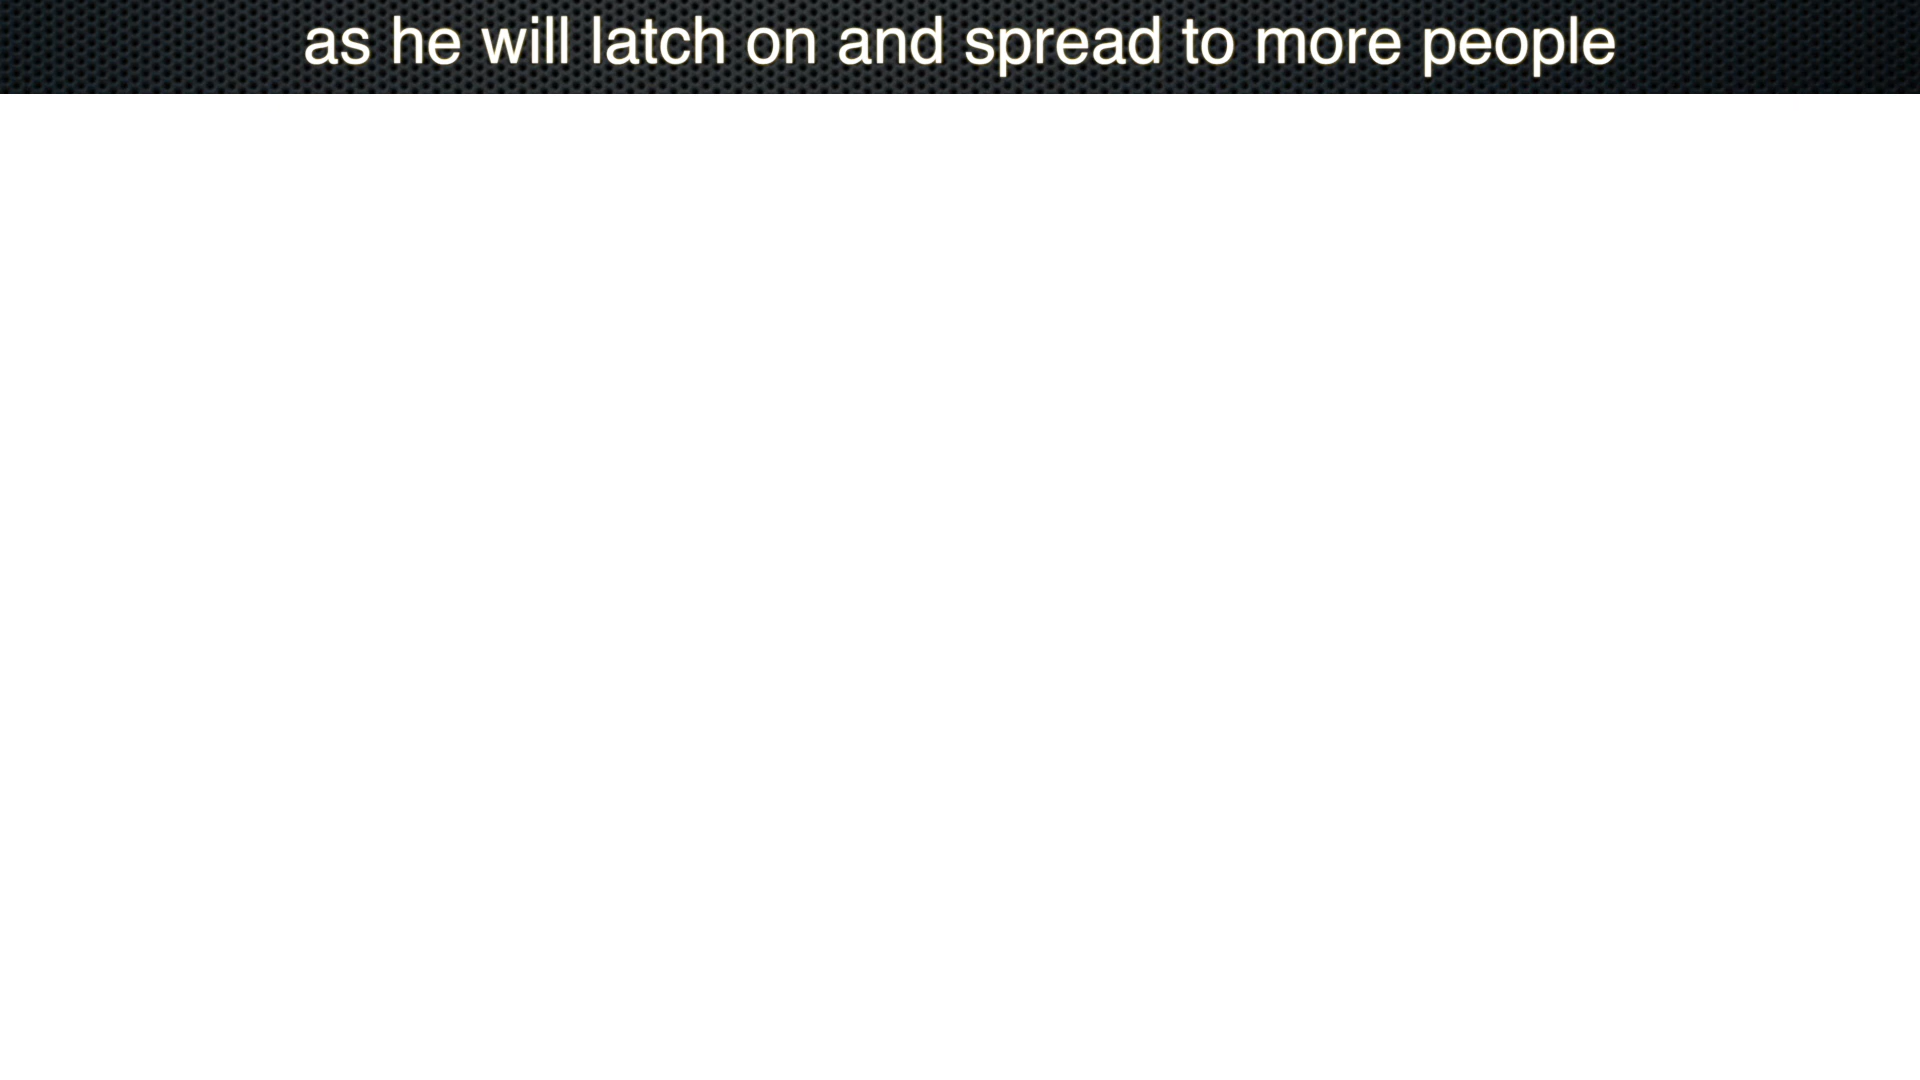 as he will latch on and spread to more people